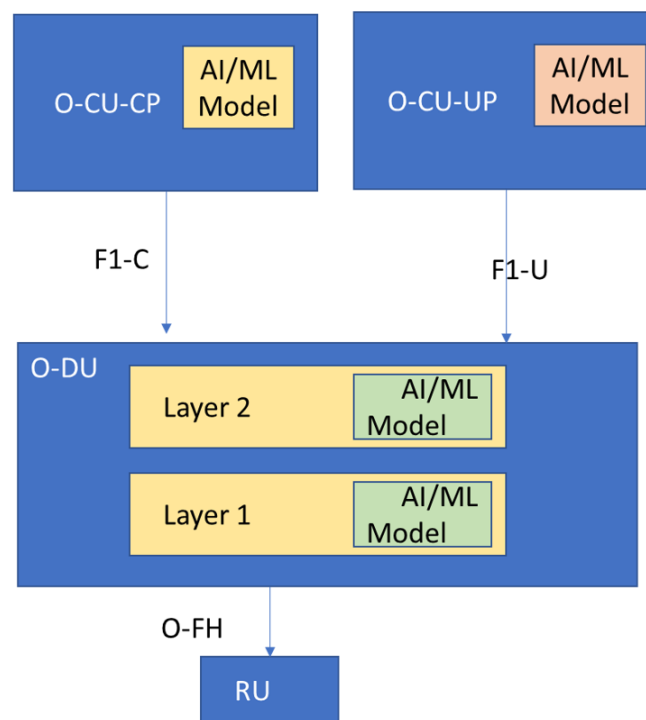 O-CU-CP
AI/ML
Model
O-CU-UP
AI/ML
Model
F1-C
F1-U
O-DU
Layer 2
AI/ML
Model
Layer 1
AI/ML
Model
O-FH
RU